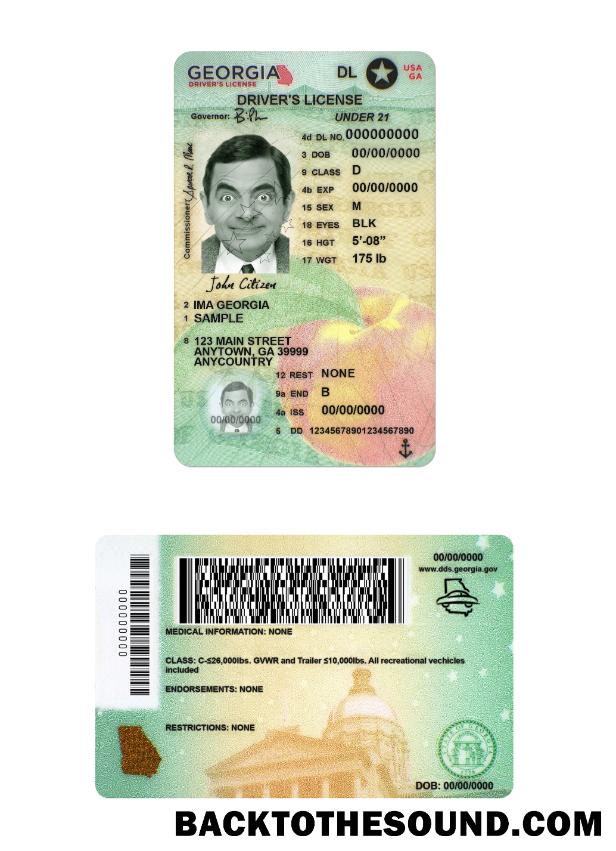 GEORGIA
DRIVER'S LICENSE
DL
USA
GA
DRIVER'S LICENSE
Governor:
UNDER 21
4d DL NO. 000000000
3 DOB 00/00/0000
9 CLASS D
4b EXP 00/00/0000
15 SEX M
18 EYES BLK
16 HGT 5'-08"
17 WGT 175 lb
Commissioner:
John Citizen
2 IMA GEORGIA
1 SAMPLE
8 123 MAIN STREET
ANYTOWN, GA 39999
ANYCOUNTRY
12 REST NONE
9a END B
4a ISS 00/00/0000
00/00/0000
5 DD 12345678901234567890
00/00/0000
www.dds.georgia.gov
000000000
MEDICAL INFORMATION: NONE
CLASS: C-≤26,000lbs. GVWR and Trailer ≤10,000lbs. All recreational vechicles
included
ENDORSEMENTS: NONE
RESTRICTIONS: NONE
DOB: 00/00/0000
BACKTOTHESOUND.COM